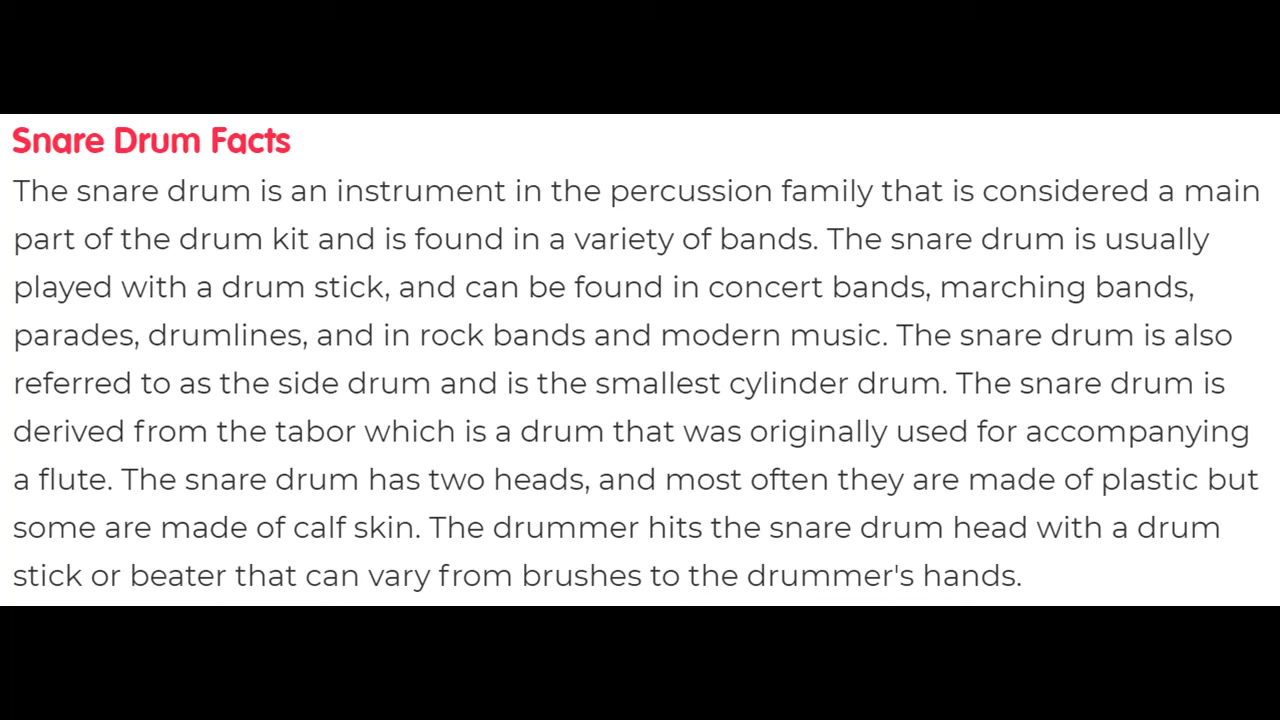 Snare Drum Facts
The snare drum is an instrument in the percussion family that is considered a main
part of the drum kit and is found in a variety of bands. The snare drum is usually
played with a drum stick, and can be found in concert bands, marching bands,
parades, drumlines, and in rock bands and modern music. The snare drum is also
referred to as the side drum and is the smallest cylinder drum. The snare drum is
derived from the tabor which is a drum that was originally used for accompanying
a flute. The snare drum has two heads, and most often they are made of plastic but
some are made of calf skin. The drummer hits the snare drum head with a drum
stick or beater that can vary from brushes to the drummer's hands.